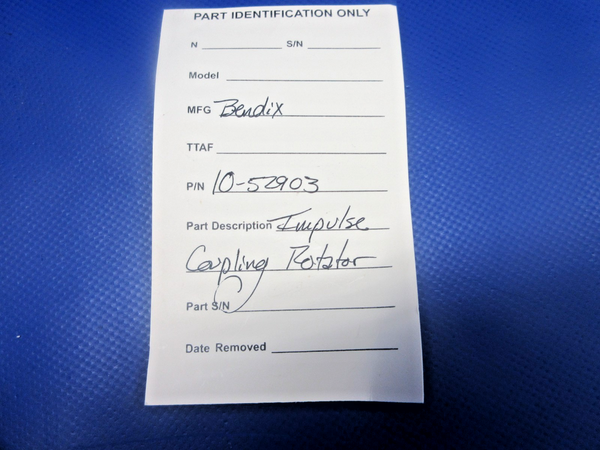 PART IDENTIFICATION ONLY
N S/N
Model
MFG Bendix
TTAF
P/N 10-52903
Part Description Impulse
Coupling Rotator
Part S/N
Date Removed